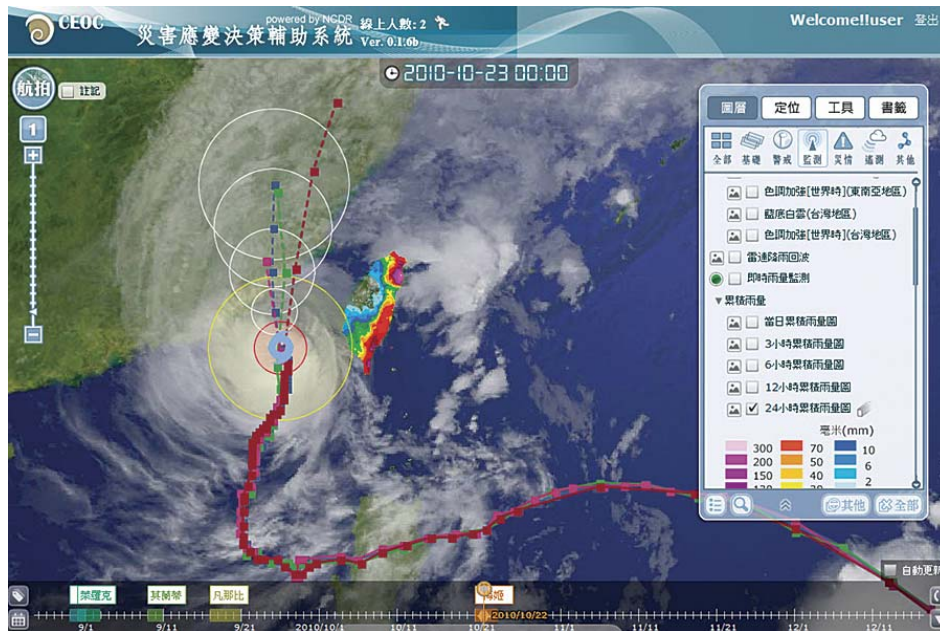 CEOC
powered by NCDR
線上人數: 2
災害應變決策輔助系統
Ver. 0.1.6b
Welcome!!user
登出
2010-10-23 00:00
航拍
註記
1
圖層 定位 工具 書籤
全部 基礎 警戒 監測 災情 遙測 其他
色調加強[世界時](東南亞地區)
藍底白雲(台灣地區)
色調加強[世界時](台灣地區)
雷達降雨回波
即時雨量監測
▼累積雨量
當日累積雨量圖
3小時累積雨量圖
6小時累積雨量圖
12小時累積雨量圖
24小時累積雨量圖
毫米(mm)
300 70 10
200 50 6
150 40 2
其他 全部
自動更新
萊羅克 莫蘭蒂 凡那比
2010/10/22
9/1 9/11 9/21 2010/10/1 10/11 10/21 11/1 11/11 11/21 12/1 12/11